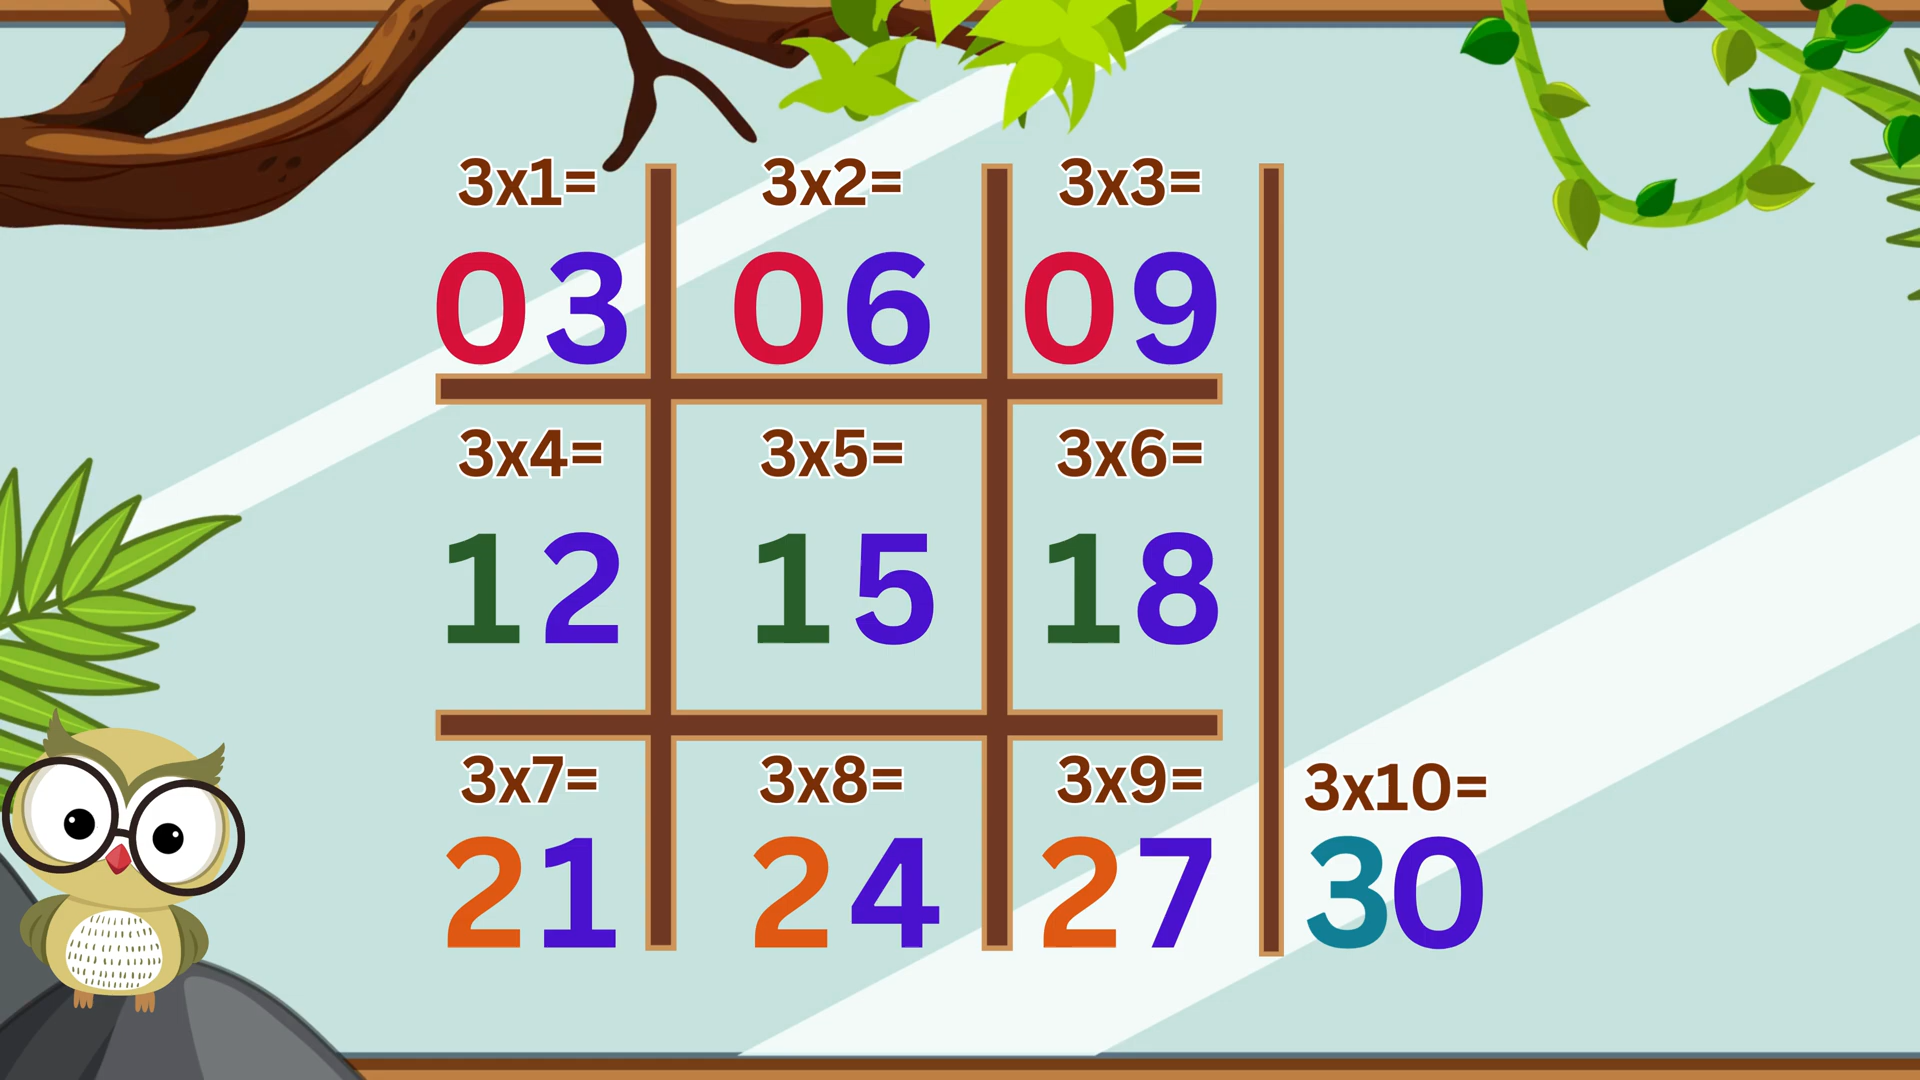 3x1= 3x2= 3x3=
03 06 09
3x4= 3x5= 3x6=
12 15 18
3x7= 3x8= 3x9= 3x10=
21 24 27 30